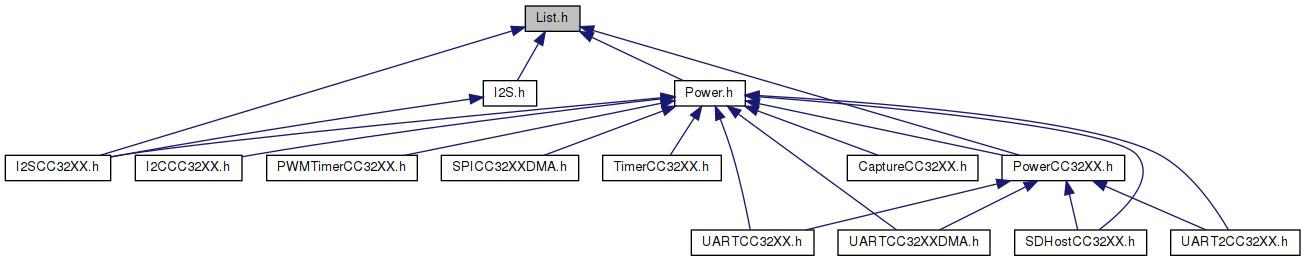 List.h
I2S.h
Power.h
I2SCC32XX.h
I2CCC32XX.h
PWMTimerCC32XX.h
SPICC32XXDMA.h
TimerCC32XX.h
CaptureCC32XX.h
PowerCC32XX.h
UARTCC32XX.h
UARTCC32XXDMA.h
SDHostCC32XX.h
UART2CC32XX.h